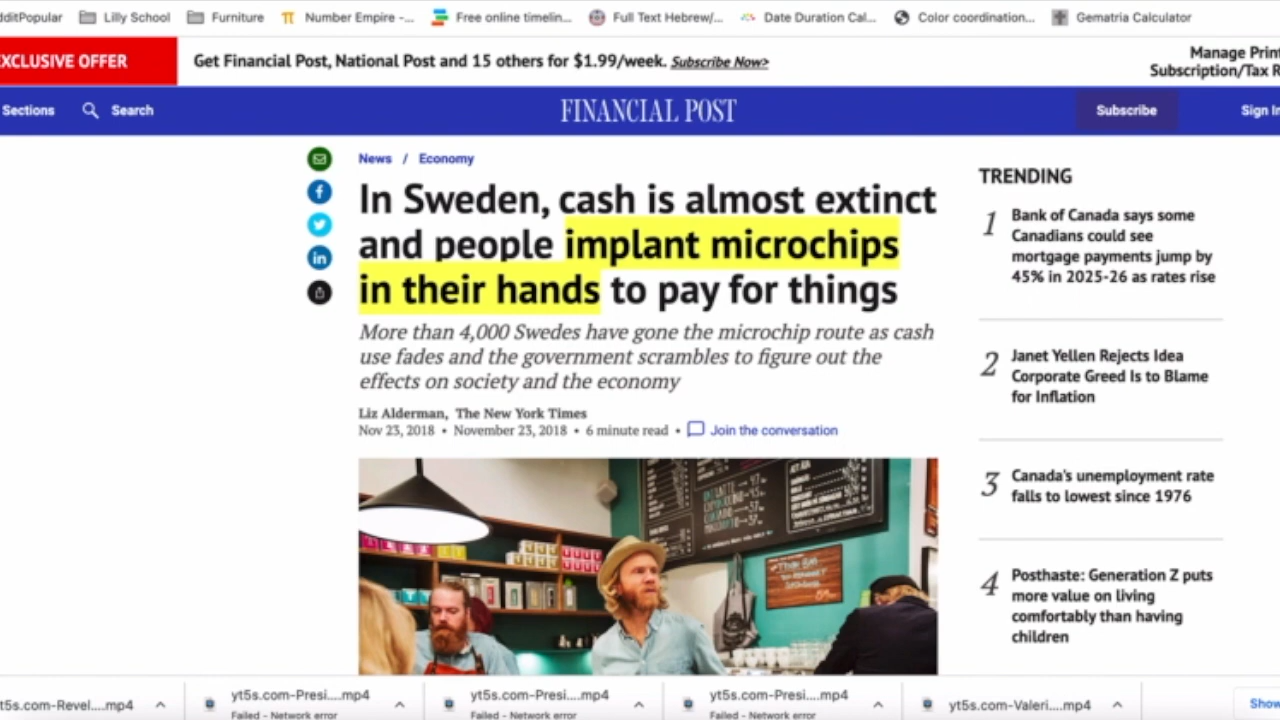 dditPopular Lilly School Furniture Number Empire -... Free online timelin... Full Text Hebrew/... Date Duration Cal... Color coordination... Gematria Calculator
EXCLUSIVE OFFER
Get Financial Post, National Post and 15 others for $1.99/week. Subscribe Now>
Manage Print
Subscription/Tax R
Sections Search FINANCIAL POST Subscribe Sign In
News / Economy
In Sweden, cash is almost extinct
and people implant microchips
in their hands to pay for things
More than 4,000 Swedes have gone the microchip route as cash
use fades and the government scrambles to figure out the
effects on society and the economy
Liz Alderman, The New York Times
Nov 23, 2018 • November 23, 2018 • 6 minute read • Join the conversation
TRENDING
1 Bank of Canada says some
Canadians could see
mortgage payments jump by
45% in 2025-26 as rates rise
2 Janet Yellen Rejects Idea
Corporate Greed Is to Blame
for Inflation
3 Canada's unemployment rate
falls to lowest since 1976
4 Posthaste: Generation Z puts
more value on living
comfortably than having
children
t5s.com-Revel....mp4
yt5s.com-Presi....mp4
Failed - Network error
yt5s.com-Presi....mp4
Failed - Network error
yt5s.com-Presi....mp4
Failed - Network error
yt5s.com-Valeri....mp4
Show